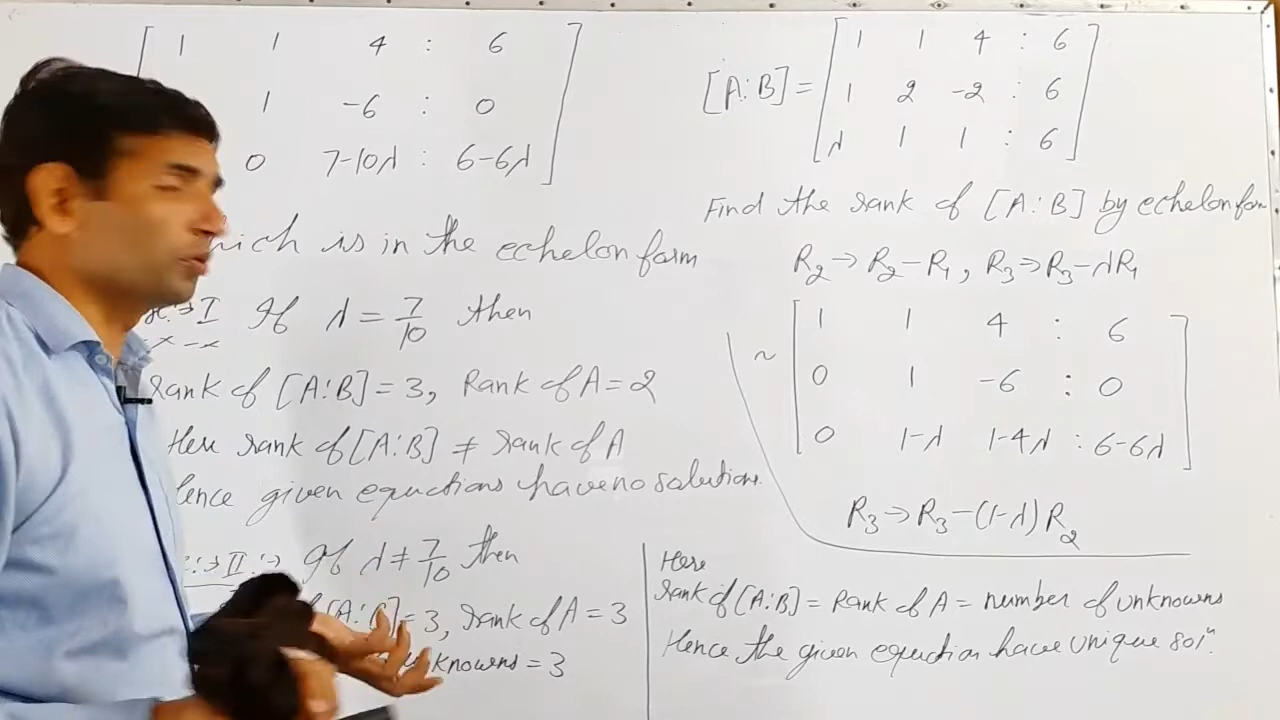 1 1 4 : 6
1 -6 : 0
0 7-10λ : 6-6λ
which is in the echelon form
I If λ = 7/10 then
Rank of [A:B] = 3, Rank of A = 2
Here rank of [A:B] ≠ rank of A
Hence given equations have no solution.
II :→ If λ ≠ 7/10 then
[A:B] = 3, rank of A = 3
unknowns = 3
[A:B] =
1 1 4 : 6
1 2 -2 : 6
λ 1 1 : 6
Find the rank of [A:B] by echelon form
R₂ → R₂ - R₁, R₃ → R₃ - λR₁
~
1 1 4 : 6
0 1 -6 : 0
0 1-λ 1-4λ : 6-6λ
R₃ → R₃ - (1-λ) R₂
Here
rank of [A:B] = Rank of A = number of unknowns
Hence the given equation have unique solⁿ.